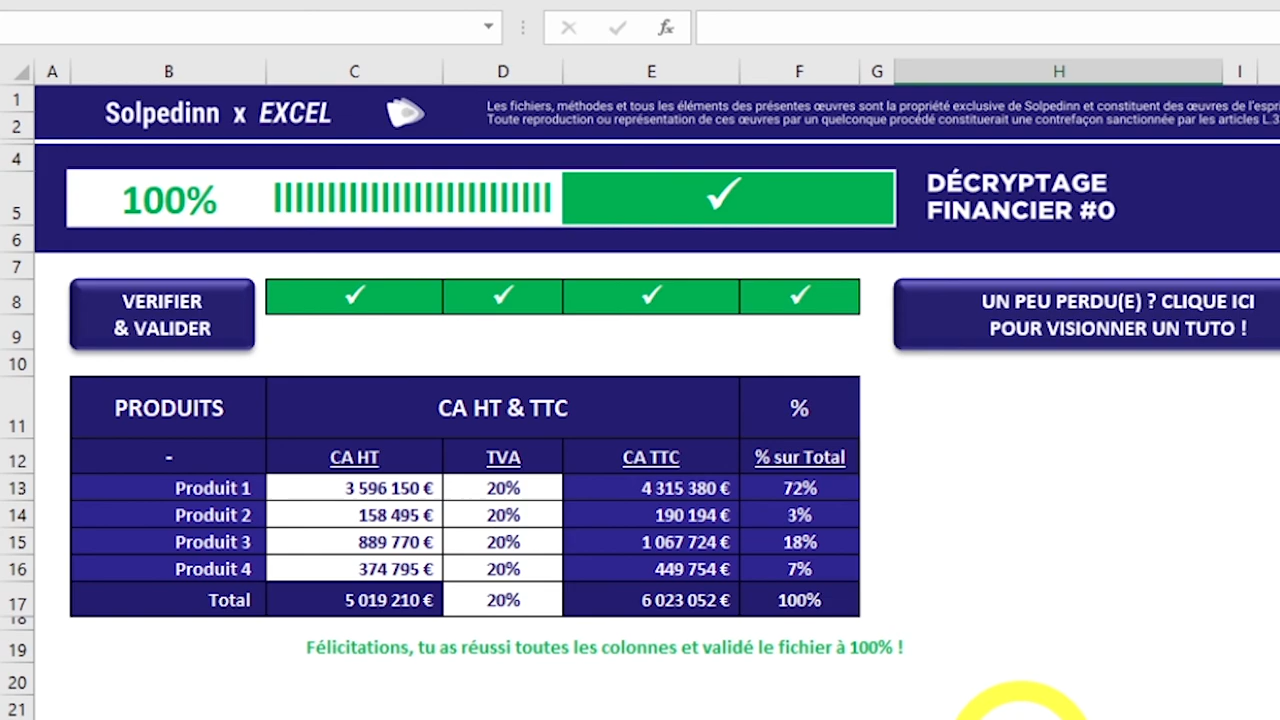 fx
A B C D E F G H I
1 Solpedinn x EXCEL Les fichiers, méthodes et tous les éléments des présentes œuvres sont la propriété exclusive de Solpedinn et constituent des œuvres de l'espri
2 Toute reproduction ou représentation de ces œuvres par un quelconque procédé constituerait une contrefaçon sanctionnée par les articles L.3
4
DÉCRYPTAGE
5 100% FINANCIER #0
6
7
8 VERIFIER UN PEU PERDU(E) ? CLIQUE ICI
9 & VALIDER POUR VISIONNER UN TUTO !
10
11 PRODUITS CA HT & TTC %
12 - CA HT TVA CA TTC % sur Total
13 Produit 1 3 596 150 € 20% 4 315 380 € 72%
14 Produit 2 158 495 € 20% 190 194 € 3%
15 Produit 3 889 770 € 20% 1 067 724 € 18%
16 Produit 4 374 795 € 20% 449 754 € 7%
17 Total 5 019 210 € 20% 6 023 052 € 100%
18
19 Félicitations, tu as réussi toutes les colonnes et validé le fichier à 100% !
20
21